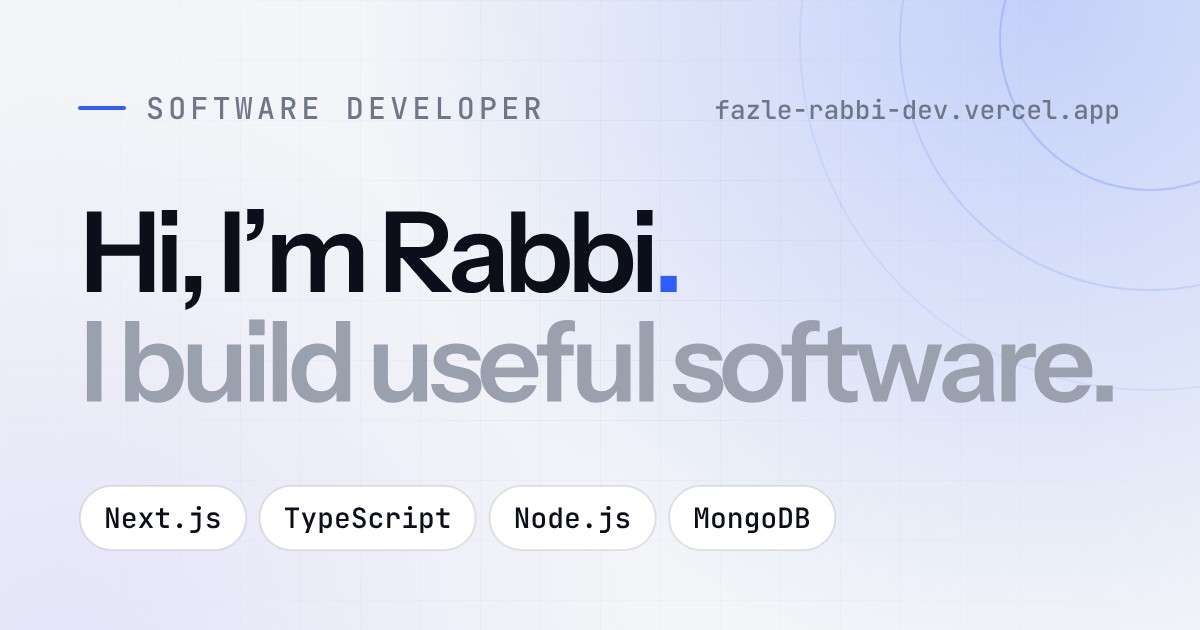 SOFTWARE DEVELOPER
fazle-rabbi-dev.vercel.app
Hi, I’m Rabbi.
I build useful software.
Next.js
TypeScript
Node.js
MongoDB